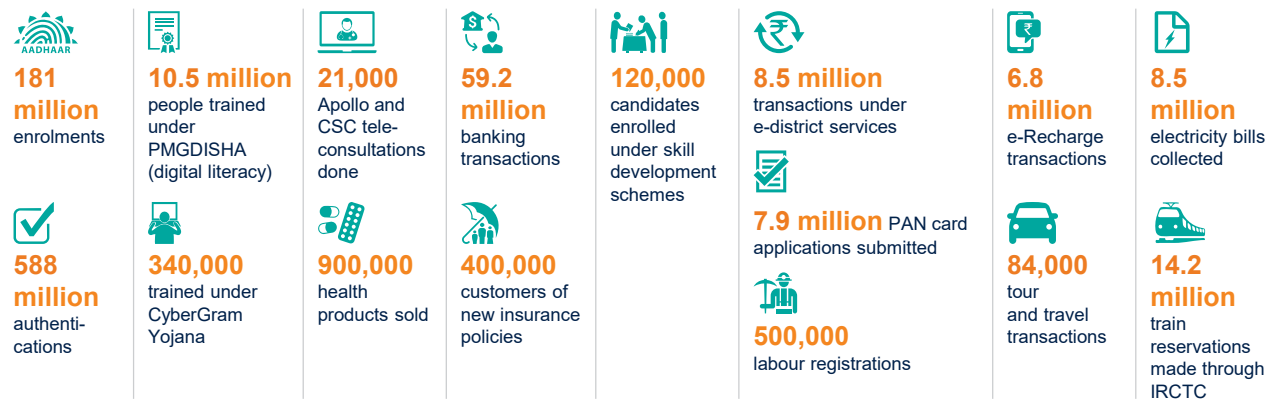 AADHAAR
181
million
enrolments
588
million
authenti-
cations
10.5 million
people trained
under
PMGDISHA
(digital literacy)
340,000
trained under
CyberGram
Yojana
21,000
Apollo and
CSC tele-
consultations
done
900,000
health
products sold
$
59.2
million
banking
transactions
400,000
customers of
new insurance
policies
120,000
candidates
enrolled
under skill
development
schemes
₹
8.5 million
transactions under
e-district services
7.9 million PAN card
applications submitted
500,000
labour registrations
₹
6.8
million
e-Recharge
transactions
84,000
tour
and travel
transactions
8.5
million
electricity bills
collected
14.2
million
train
reservations
made through
IRCTC